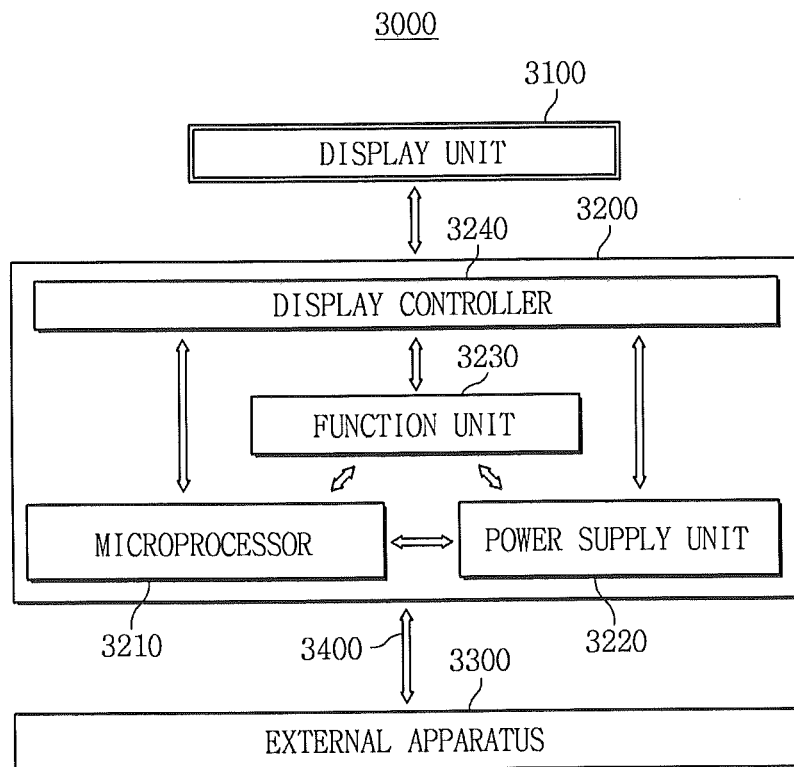 3000
3100
DISPLAY UNIT
3200
3240
DISPLAY CONTROLLER
3230
FUNCTION UNIT
MICROPROCESSOR
POWER SUPPLY UNIT
3210
3400
3220
3300
EXTERNAL APPARATUS